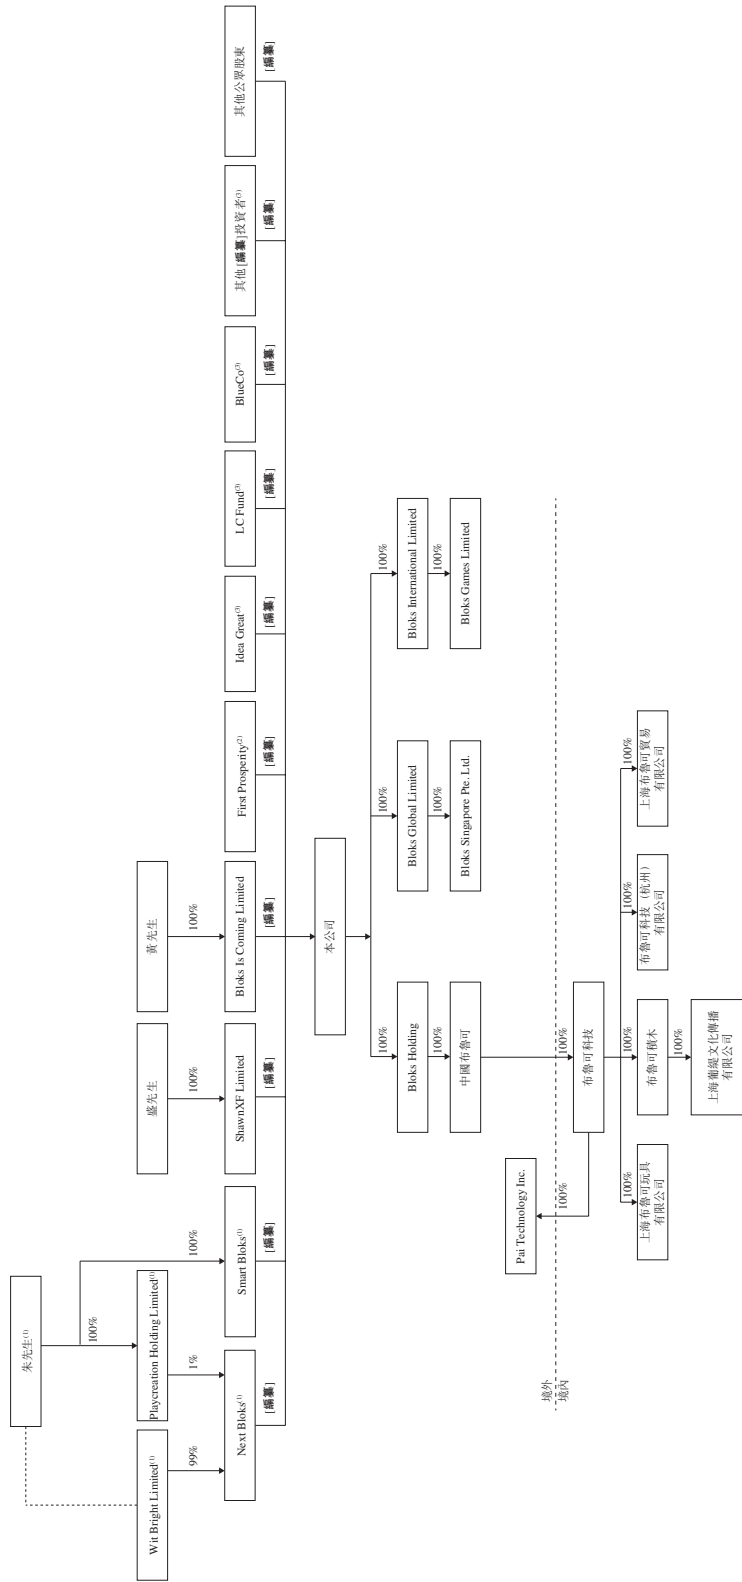 朱先生(1)
100%
Wit Bright Limited(1)
Playcreation Holding Limited(1)
盛先生
黃先生
99%
1%
100%
100%
100%
Next Bloks(1)
Smart Bloks(1)
ShawnXF Limited
Bloks Is Coming Limited
First Prosperity(2)
Idea Great(3)
LC Fund(3)
BlueCo(3)
其他[編纂]投資者(3)
其他公眾股東
[編纂]
[編纂]
[編纂]
[編纂]
[編纂]
[編纂]
[編纂]
[編纂]
[編纂]
[編纂]
本公司
100%
100%
100%
Bloks Holding
Bloks Global Limited
Bloks International Limited
100%
100%
100%
中國布魯可
Bloks Singapore Pte. Ltd.
Bloks Games Limited
Pai Technology Inc.
境外
境內
100%
100%
布魯可科技
100%
100%
100%
100%
上海布魯可玩具
有限公司
布魯可積木
布魯可科技（杭州）
有限公司
上海布魯可貿易
有限公司
100%
上海葡緹文化傳播
有限公司